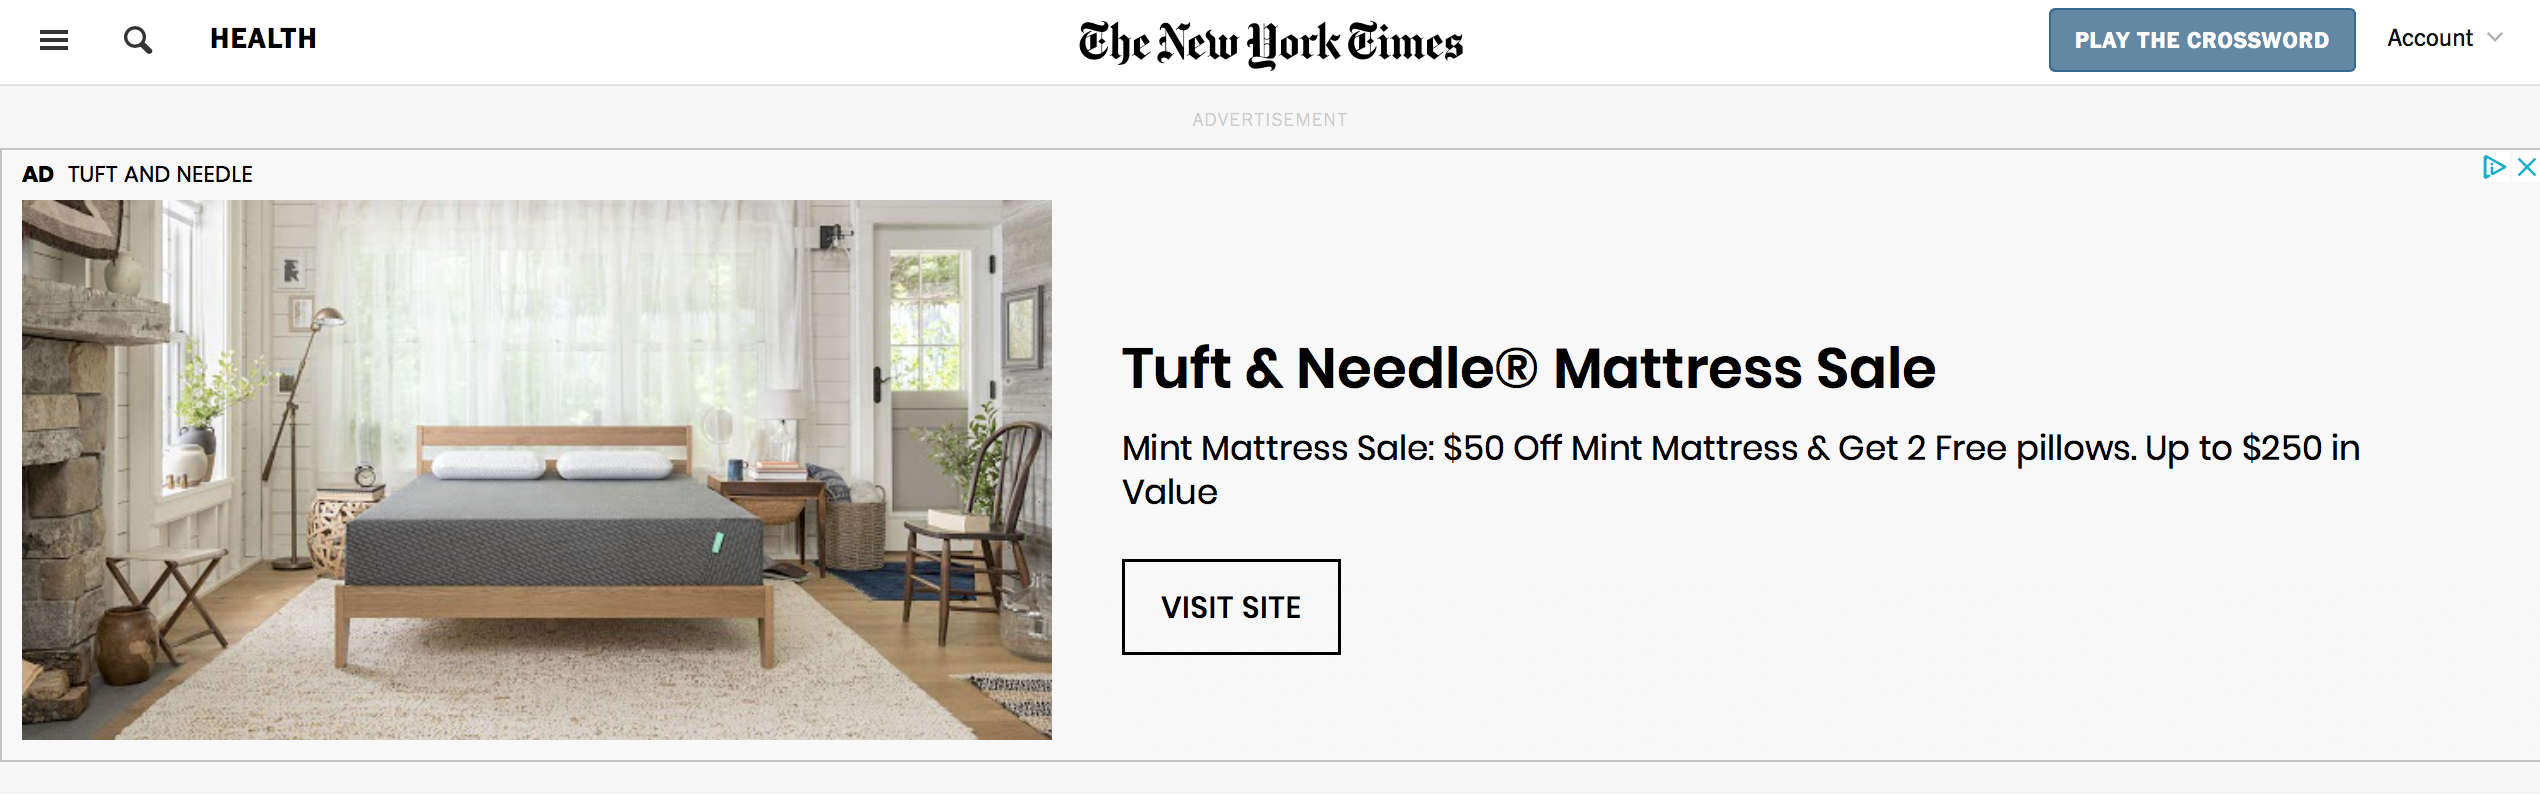 HEALTH
The New York Times
PLAY THE CROSSWORD
Account
ADVERTISEMENT
AD TUFT AND NEEDLE
Tuft & Needle® Mattress Sale
Mint Mattress Sale: $50 Off Mint Mattress & Get 2 Free pillows. Up to $250 in
Value
VISIT SITE